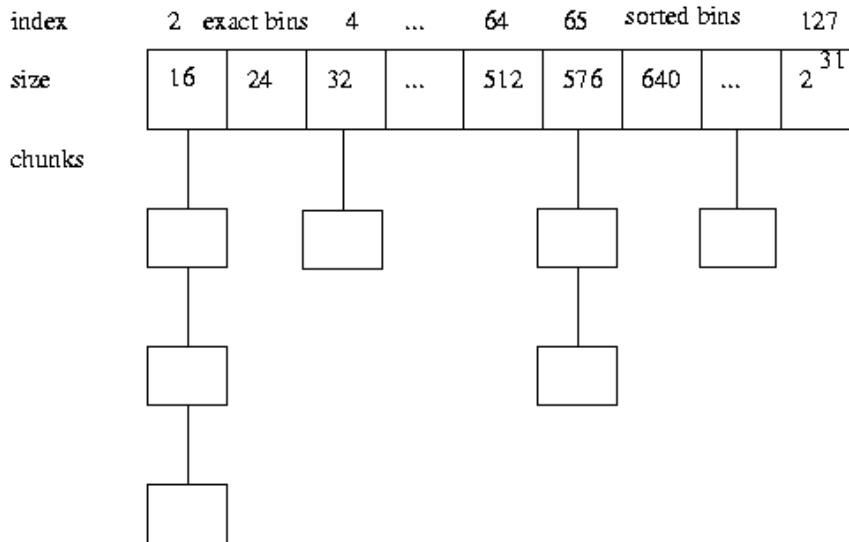 index 2 exact bins 4 ... 64 65 sorted bins 127
size 16 24 32 ... 512 576 640 ... 2^31
chunks